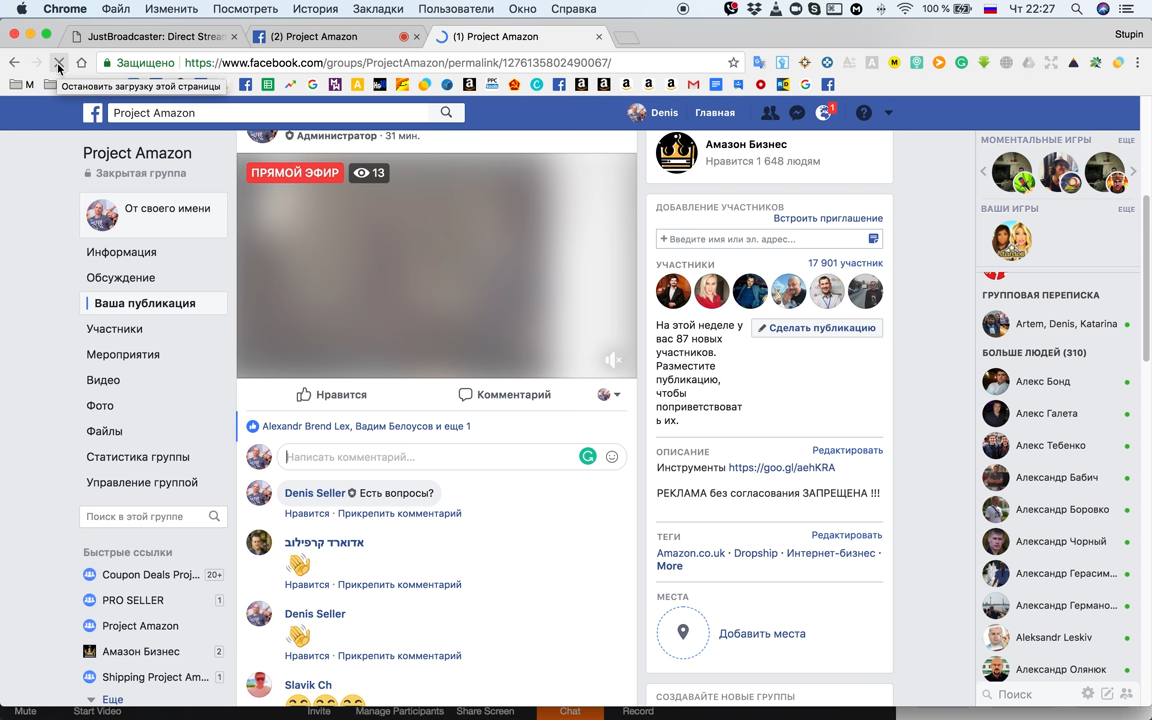 Chrome Файл Изменить Посмотреть История Закладки Пользователи Окно Справка 100 % Чт 22:27
JustBroadcaster: Direct Strean (2) Project Amazon (1) Project Amazon Stupin
Защищено https://www.facebook.com/groups/ProjectAmazon/permalink/1276135802490067/
М
Остановить загрузку этой страницы
Project Amazon Denis Главная 1
Project Amazon
Закрытая группа
От своего имени
Информация
Обсуждение
Ваша публикация
Участники
Мероприятия
Видео
Фото
Файлы
Статистика группы
Управление группой
Поиск в этой группе
Быстрые ссылки
Coupon Deals Proj... 20+
PRO SELLER 1
Project Amazon
Амазон Бизнес 2
Shipping Project Am... 1
Еще
Администратор · 31 мин.
ПРЯМОЙ ЭФИР 13
Нравится Комментарий
Alexandr Brend Lex, Вадим Белоусов и еще 1
Написать комментарий...
Denis Seller Есть вопросы?
Нравится · Прикрепить комментарий
אדוארד קרפילוב
Нравится · Прикрепить комментарий
Denis Seller
Нравится · Прикрепить комментарий
Slavik Ch
Амазон Бизнес
Нравится 1 648 людям
ДОБАВЛЕНИЕ УЧАСТНИКОВ
Встроить приглашение
+ Введите имя или эл. адрес...
УЧАСТНИКИ 17 901 участник
На этой неделе у
вас 87 новых
участников.
Разместите
публикацию,
чтобы
поприветствоват
ь их.
Сделать публикацию
ОПИСАНИЕ Редактировать
Инструменты https://goo.gl/aehKRA
РЕКЛАМА без согласования ЗАПРЕЩЕНА !!!
ТЕГИ Редактировать
Amazon.co.uk · Dropship · Интернет-бизнес ·
More
МЕСТА
Добавить места
СОЗДАВАЙТЕ НОВЫЕ ГРУППЫ
МОМЕНТАЛЬНЫЕ ИГРЫ ЕЩЕ
ВАШИ ИГРЫ ЕЩЕ
ГРУППОВАЯ ПЕРЕПИСКА
Artem, Denis, Katarina
БОЛЬШЕ ЛЮДЕЙ (310)
Алекс Бонд
Алекс Галета
Алекс Тебенко
Александр Бабич
Александр Боровко
Александр Чорный
Александр Герасим...
Александр Германо...
Aleksandr Leskiv
Александр Олянюк
Поиск
Mute Start Video Invite Manage Participants Share Screen Chat Record